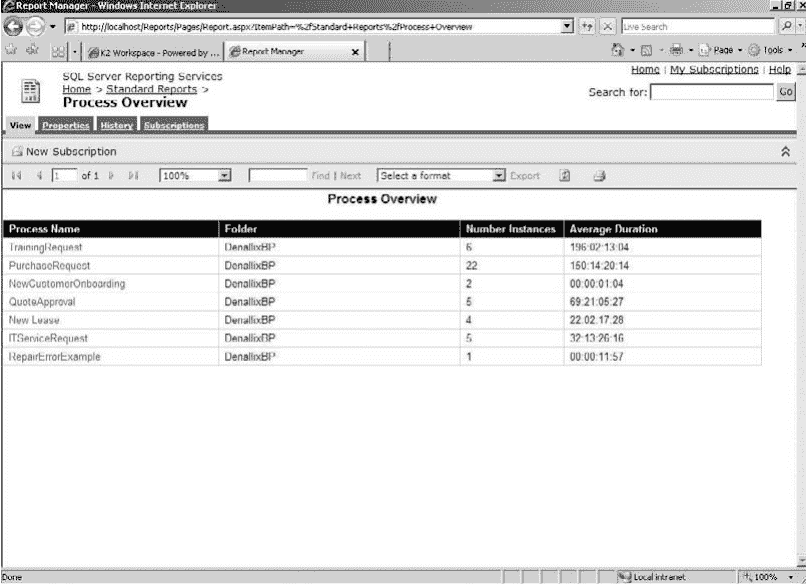 Report Manager - Windows Internet Explorer
http://localhost/Reports/Pages/Report.aspx?ItemPath=%2fStandard+Reports%2fProcess+Overview
Live Search
K2 Workspace - Powered by ...
Report Manager
Page
Tools
SQL Server Reporting Services
Home | My Subscriptions | Help
Home > Standard Reports >
Process Overview
Search for:
Go
View Properties History Subscriptions
New Subscription
1 of 1
100%
Find | Next
Select a format
Export
Process Overview
Process Name Folder Number Instances Average Duration
TrainingRequest DenallixBP 6 196:02:13:04
PurchaseRequest DenallixBP 22 150:14:20:14
NewCustomerOnboarding DenallixBP 2 00:00:01:04
QuoteApproval DenallixBP 5 69:21:05:27
New Lease DenallixBP 4 22:02:17:28
ITServiceRequest DenallixBP 5 32:13:26:16
RepairErrorExample DenallixBP 1 00:00:11:57
Done
Local intranet
100%